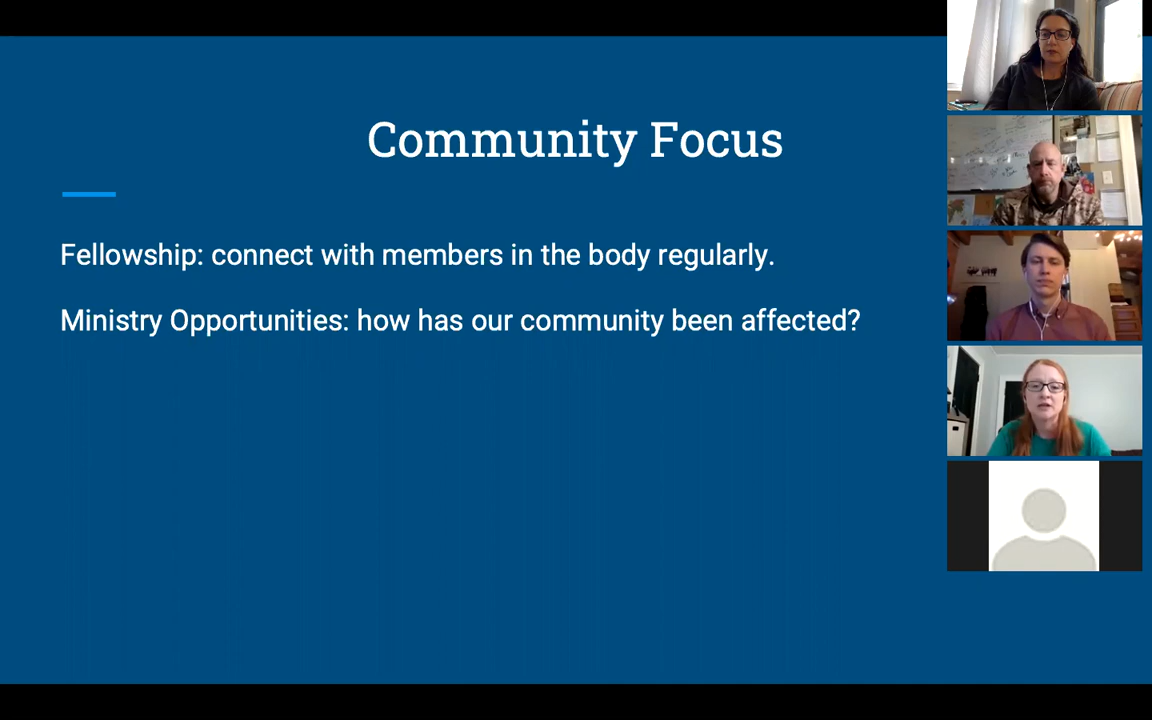 Community Focus
Fellowship: connect with members in the body regularly.
Ministry Opportunities: how has our community been affected?